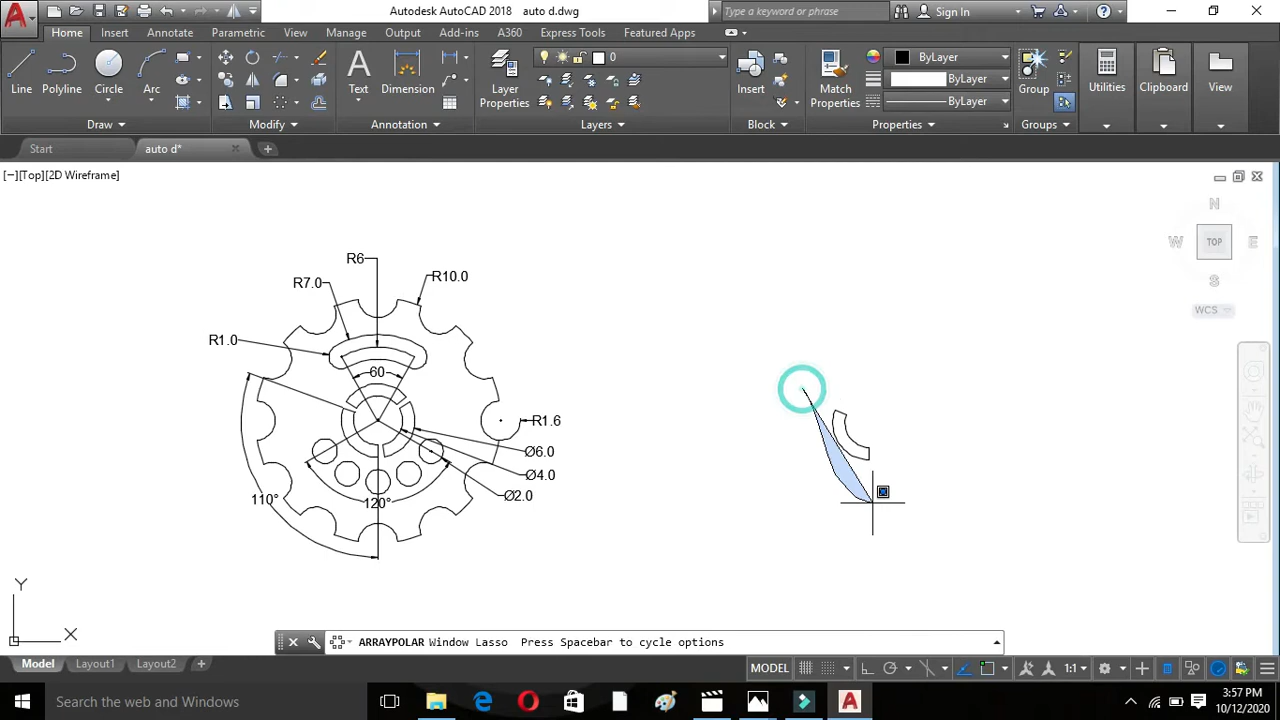 Autodesk AutoCAD 2018 auto d.dwg
Type a keyword or phrase
Sign In
Home Insert Annotate Parametric View Manage Output Add-ins A360 Express Tools Featured Apps
Line Polyline Circle Arc
Text Dimension
Layer Properties
0
Insert
Match Properties
ByLayer
ByLayer
ByLayer
Group
Utilities Clipboard View
Draw Modify Annotation Layers Block Properties Groups
Start auto d*
[−][Top][2D Wireframe]
N
W TOP E
S
WCS
R6
R7.0
R10.0
R1.0
60
R1.6
Ø6.0
Ø4.0
Ø2.0
110°
120°
Y
X
ARRAYPOLAR Window Lasso Press Spacebar to cycle options
Model Layout1 Layout2
MODEL
1:1
Search the web and Windows
3:57 PM
10/12/2020